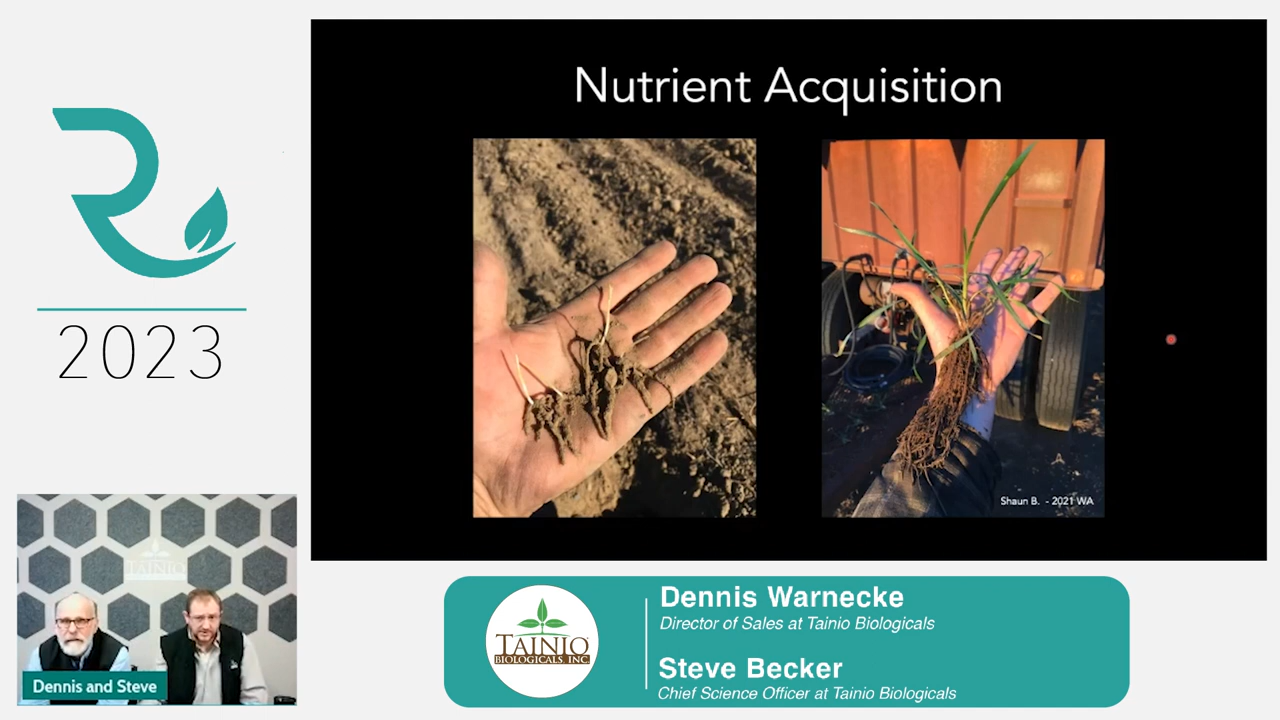 Nutrient Acquisition
2023
Shaun B. - 2021 WA
TAINIO
Dennis and Steve
TAINIO
BIOLOGICALS, INC.
Dennis Warnecke
Director of Sales at Tainio Biologicals
Steve Becker
Chief Science Officer at Tainio Biologicals